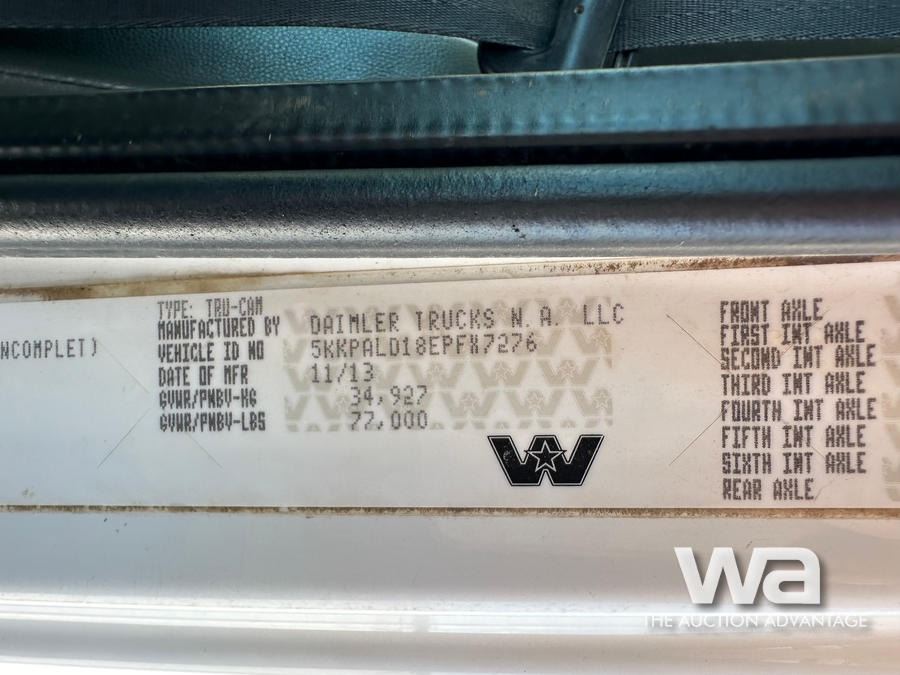 NCOMPLET)
TYPE: TRU-CAM
MANUFACTURED BY DAIMLER TRUCKS N.A. LLC
VEHICLE ID NO 5KKPALD18EPFX7276
DATE OF MFR 11/13
GVWR/PNBV-KG 34,927
GVWR/PNBV-LBS 77,000
FRONT AXLE
FIRST INT AXLE
SECOND INT AXLE
THIRD INT AXLE
FOURTH INT AXLE
FIFTH INT AXLE
SIXTH INT AXLE
REAR AXLE
wa
THE AUCTION ADVANTAGE